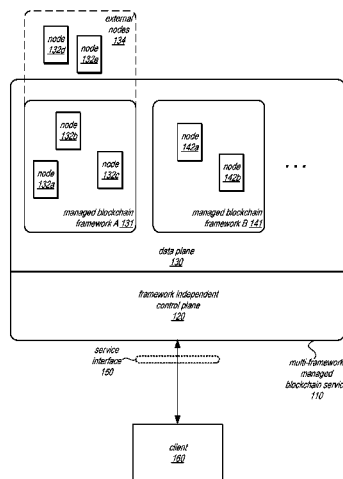 external
nodes
134
node
132d
node
132e
node
132b
node
132a
node
132c
managed blockchain
framework A 131
node
142a
node
142b
managed blockchain
framework B 141
...
data plane
130
framework independent
control plane
120
service
interface
150
multi-framework
managed
blockchain service
110
client
160